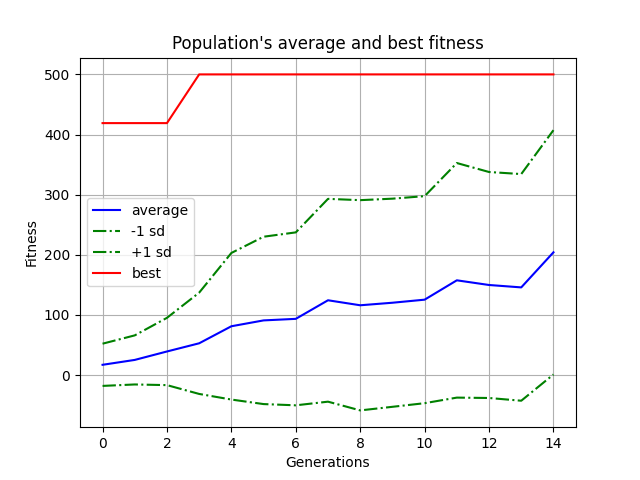 Population's average and best fitness
500
400
300
200
100
0
Fitness
average
-1 sd
+1 sd
best
0 2 4 6 8 10 12 14
Generations